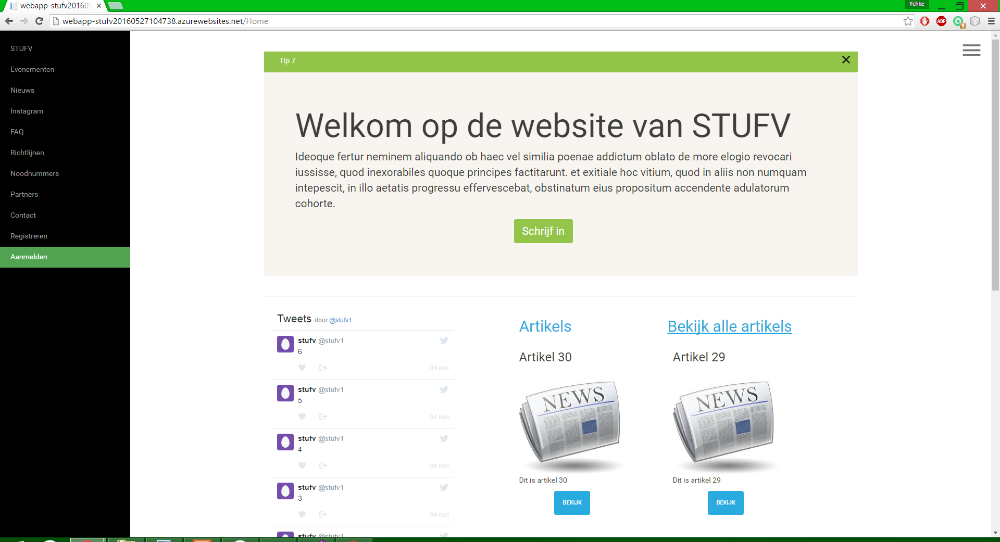 webapp-stufv201605
Ychke
webapp-stufv20160527104738.azurewebsites.net/Home
ABP
STUFV
Evenementen
Nieuws
Instagram
FAQ
Richtlijnen
Noodnummers
Partners
Contact
Registreren
Aanmelden
Tip 7
Welkom op de website van STUFV
Ideoque fertur neminem aliquando ob haec vel similia poenae addictum oblato de more elogio revocari
iussisse, quod inexorabiles quoque principes factitarunt. et exitiale hoc vitium, quod in aliis non numquam
intepescit, in illo aetatis progressu effervescebat, obstinatum eius propositum accendente adulatorum
cohorte.
Schrijf in
Tweets door @stufv1
stufv @stufv1
6
04 mei
stufv @stufv1
5
04 mei
stufv @stufv1
4
04 mei
stufv @stufv1
3
04 mei
stufv @stufv1
Artikels
Bekijk alle artikels
Artikel 30
NEWS
Dit is artikel 30
BEKIJK
Artikel 29
NEWS
Dit is artikel 29
BEKIJK